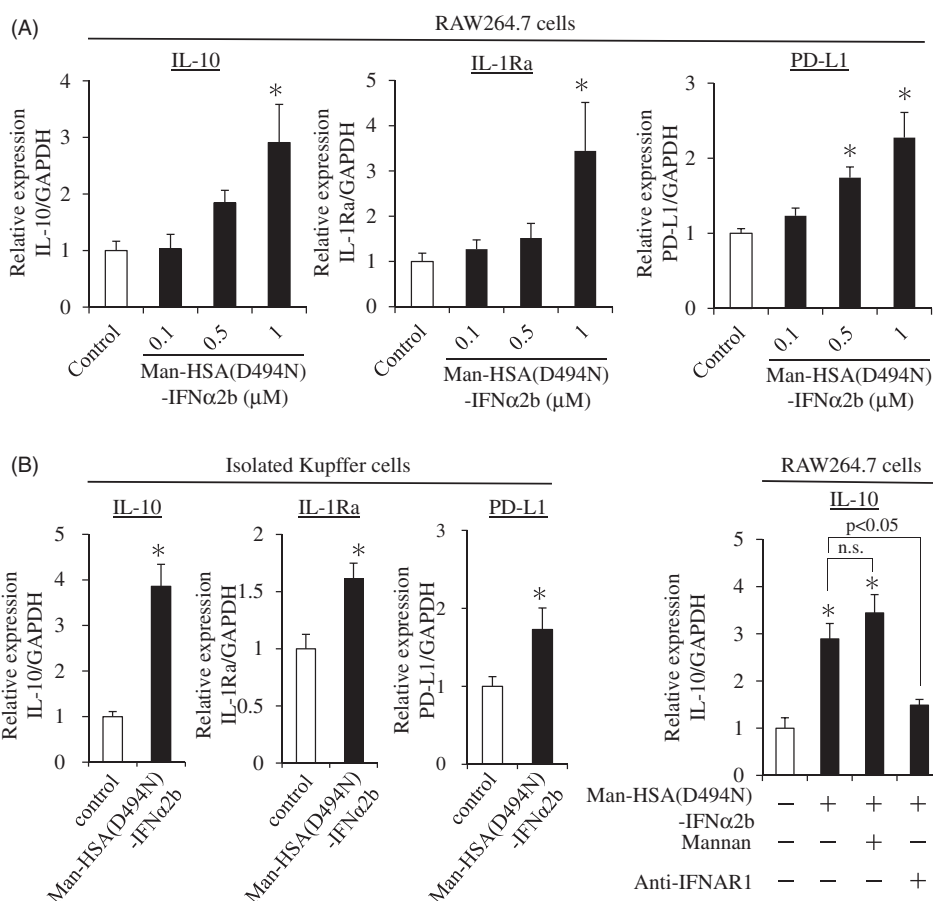 (A)
RAW264.7 cells
IL-10
Relative expression
IL-10/GAPDH
4
3
2
1
0
*
Control
0.1
0.5
1
Man-HSA(D494N)
-IFNα2b (μM)
IL-1Ra
Relative expression
IL-1Ra/GAPDH
5
4
3
2
1
0
*
Control
0.1
0.5
1
Man-HSA(D494N)
-IFNα2b (μM)
PD-L1
Relative expression
PD-L1/GAPDH
3
2
1
0
*
*
Control
0.1
0.5
1
Man-HSA(D494N)
-IFNα2b (μM)
(B)
Isolated Kupffer cells
IL-10
Relative expression
IL-10/GAPDH
5
4
3
2
1
0
*
control
Man-HSA(D494N)
-IFNα2b
IL-1Ra
Relative expression
IL-1Ra/GAPDH
2
1.5
1
0.5
0
*
control
Man-HSA(D494N)
-IFNα2b
PD-L1
Relative expression
PD-L1/GAPDH
3
2
1
0
*
control
Man-HSA(D494N)
-IFNα2b
RAW264.7 cells
IL-10
p<0.05
n.s.
Relative expression
IL-10/GAPDH
5
4
3
2
1
0
*
*
Man-HSA(D494N)
-IFNα2b
– + + +
Mannan
– – + –
Anti-IFNAR1
– – – +